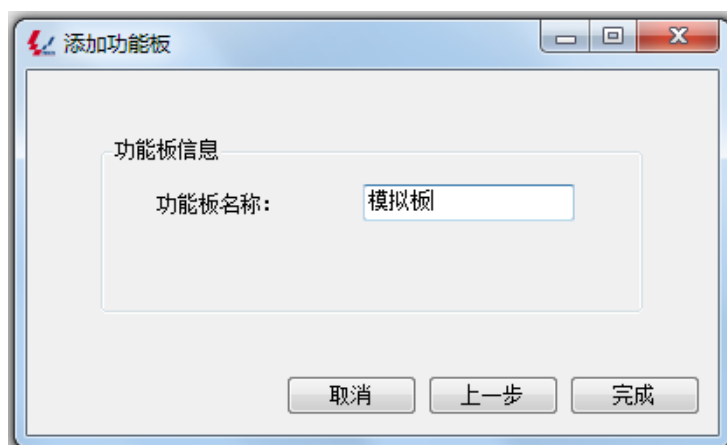 添加功能板
功能板信息
功能板名称：
模拟板
取消
上一步
完成